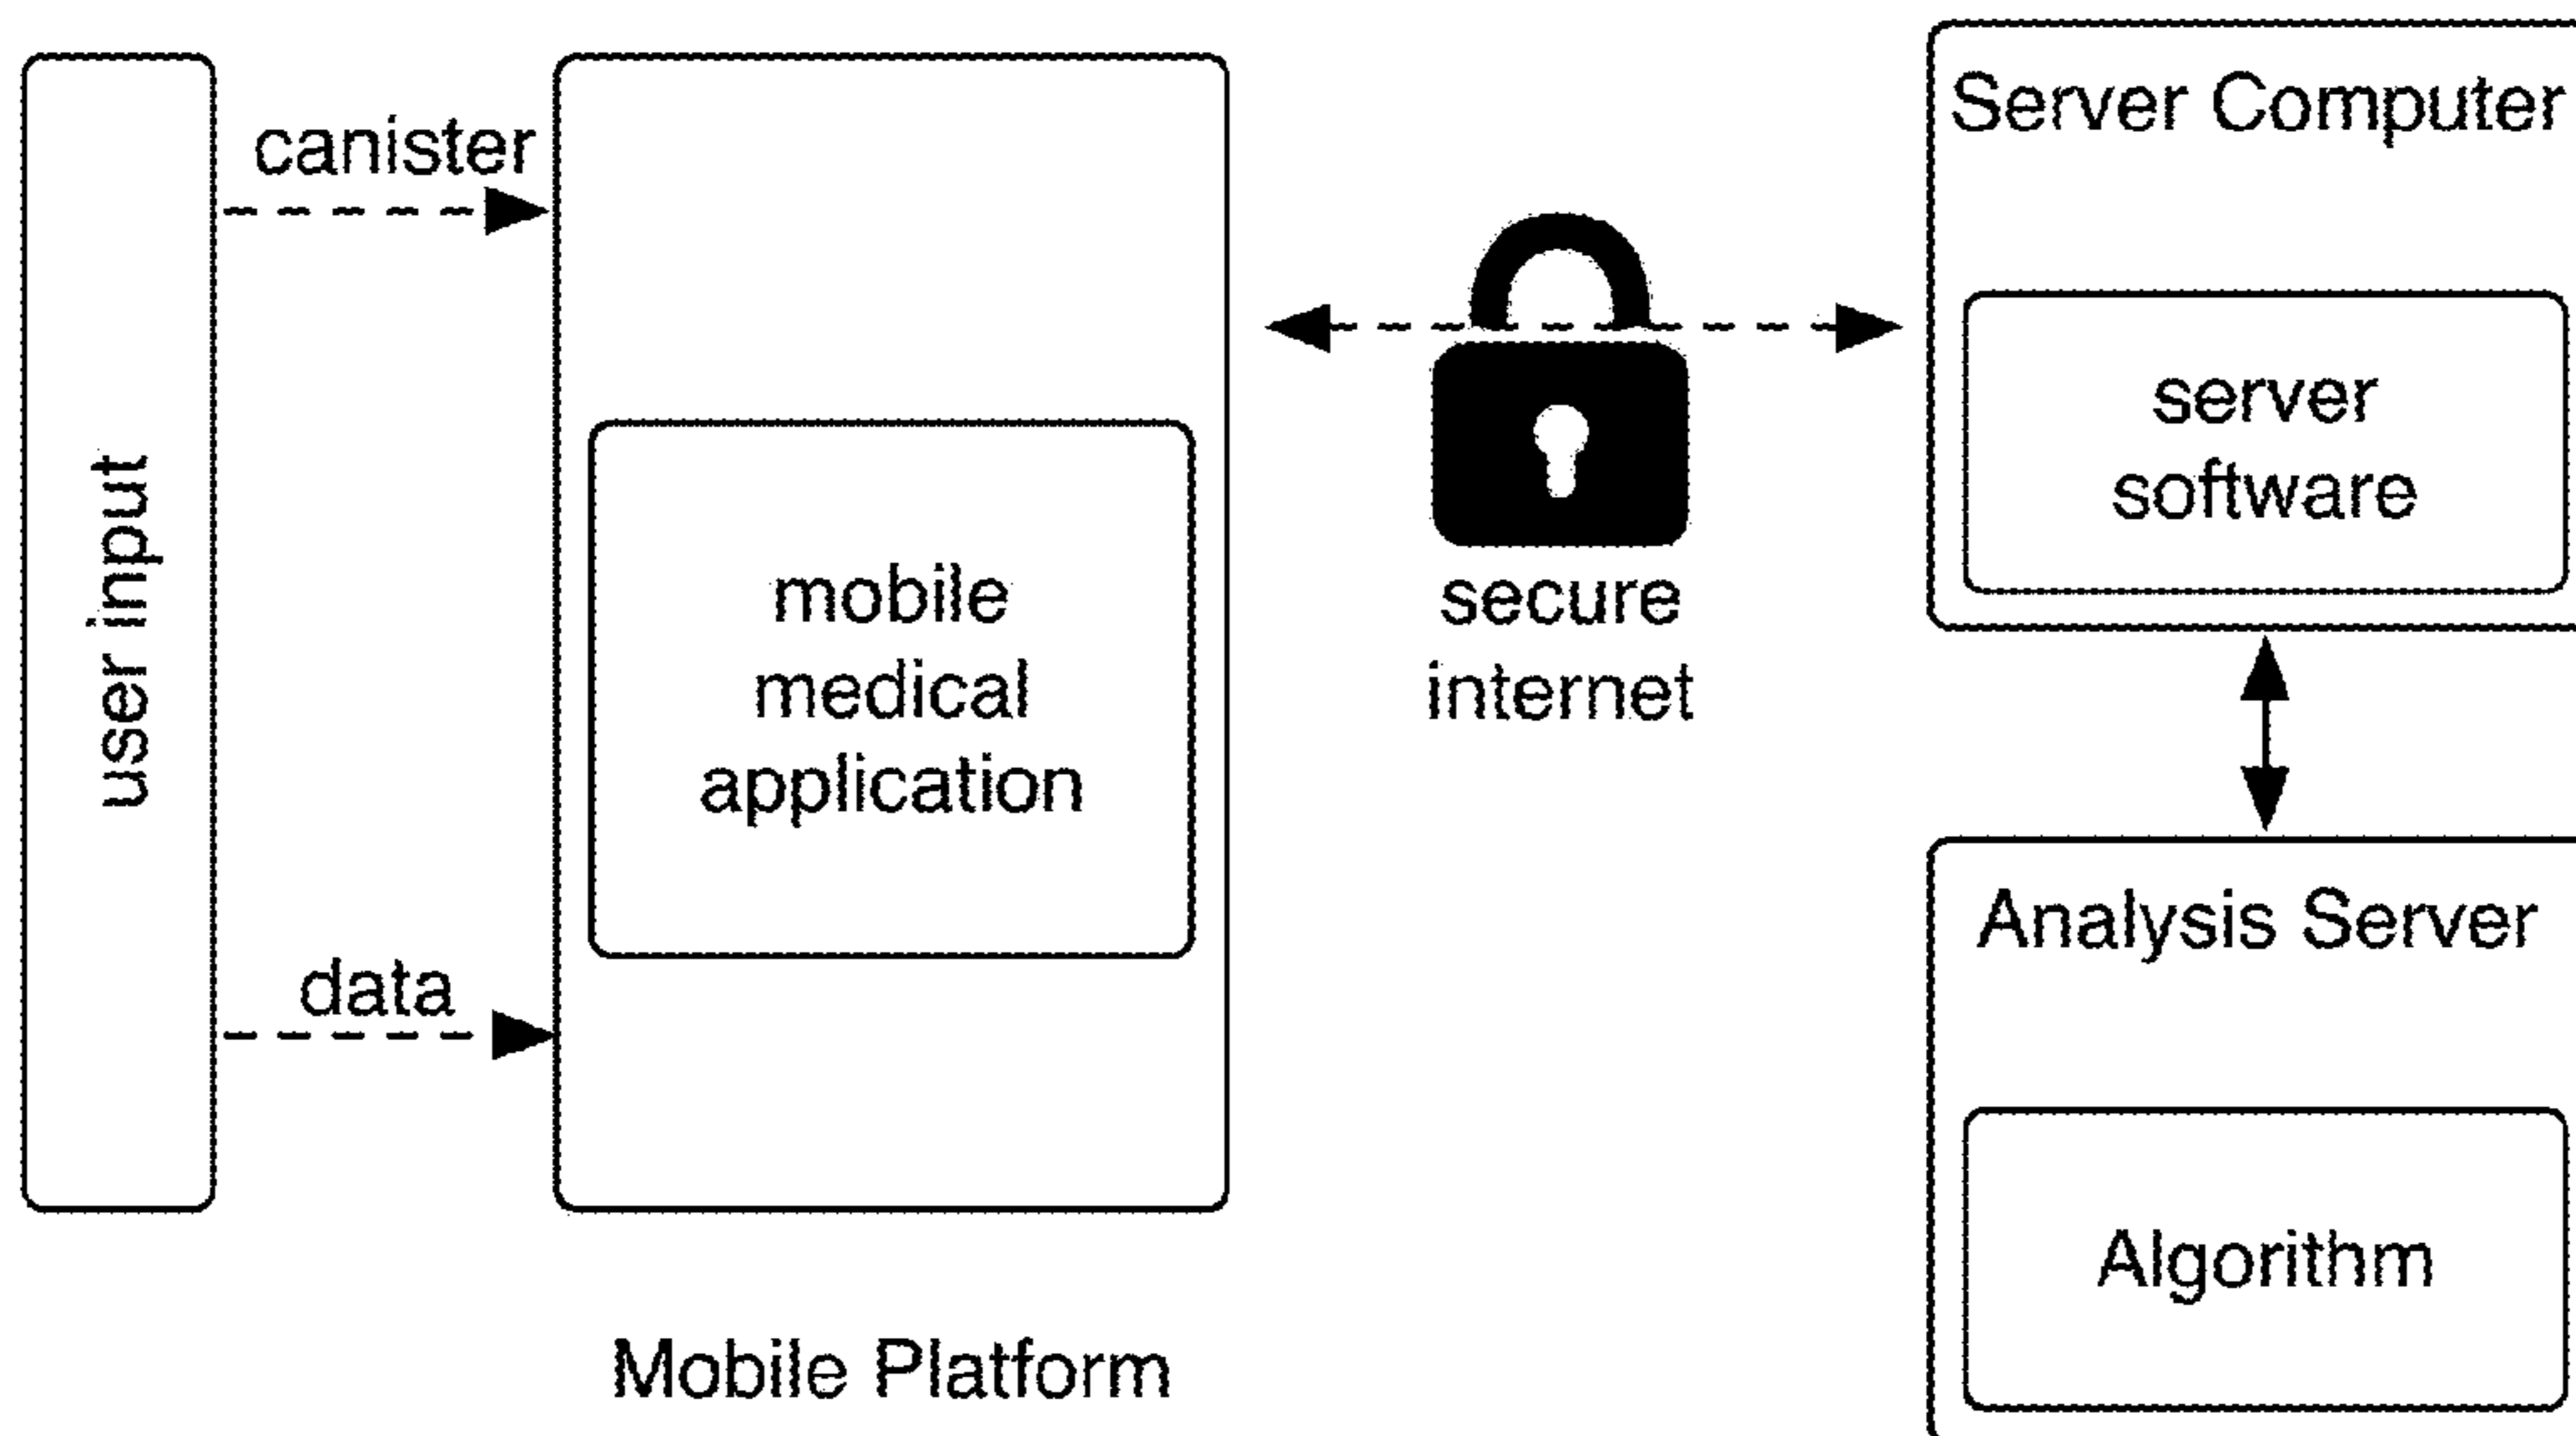 user input
canister
data
mobile
medical
application
Mobile Platform
secure
internet
Server Computer
server
software
Analysis Server
Algorithm